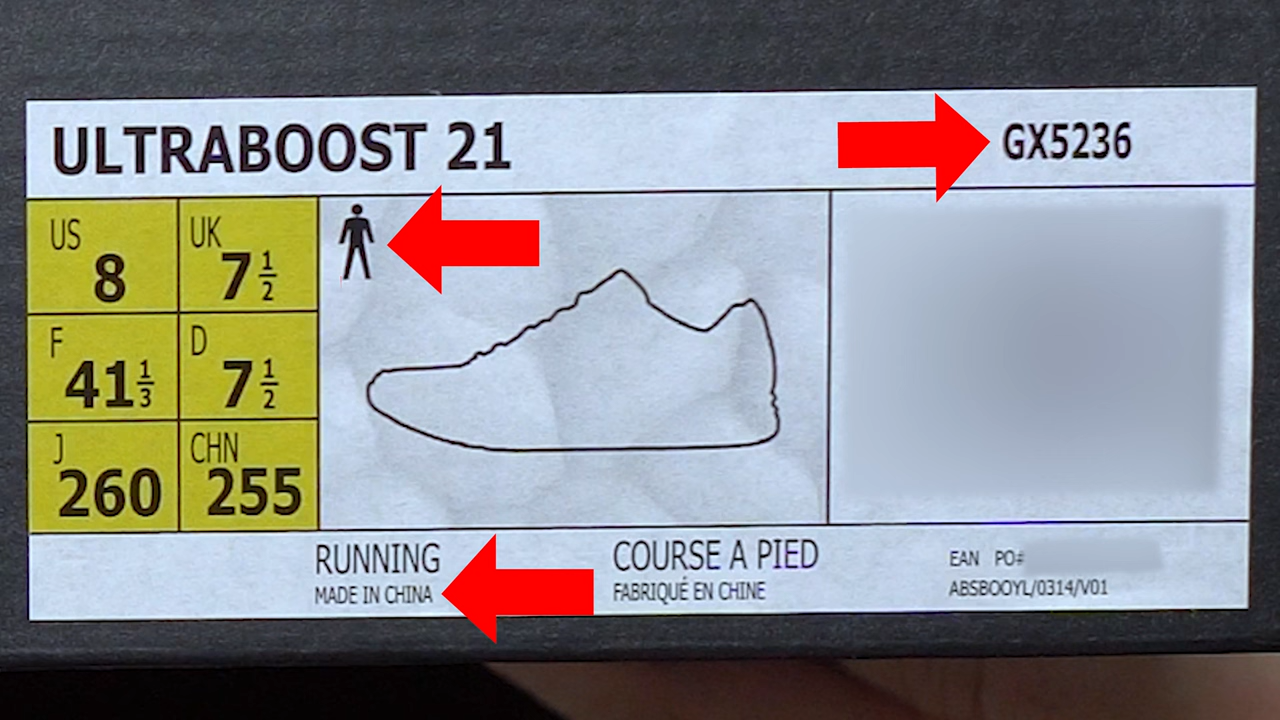 ULTRABOOST 21
GX5236
US
8
UK
7 1/2
F
41 1/3
D
7 1/2
J
260
CHN
255
RUNNING
MADE IN CHINA
COURSE A PIED
FABRIQUÉ EN CHINE
EAN PO#
ABSBOOYL/0314/V01